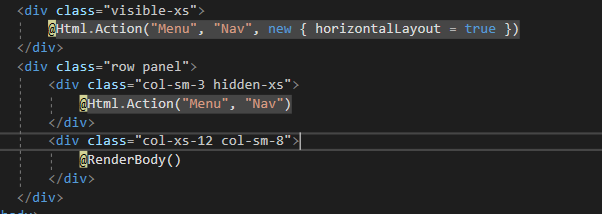 <div class="visible-xs">
@Html.Action("Menu", "Nav", new { horizontalLayout = true })
</div>
<div class="row panel">
<div class="col-sm-3 hidden-xs">
@Html.Action("Menu", "Nav")
</div>
<div class="col-xs-12 col-sm-8">
@RenderBody()
</div>
</div>